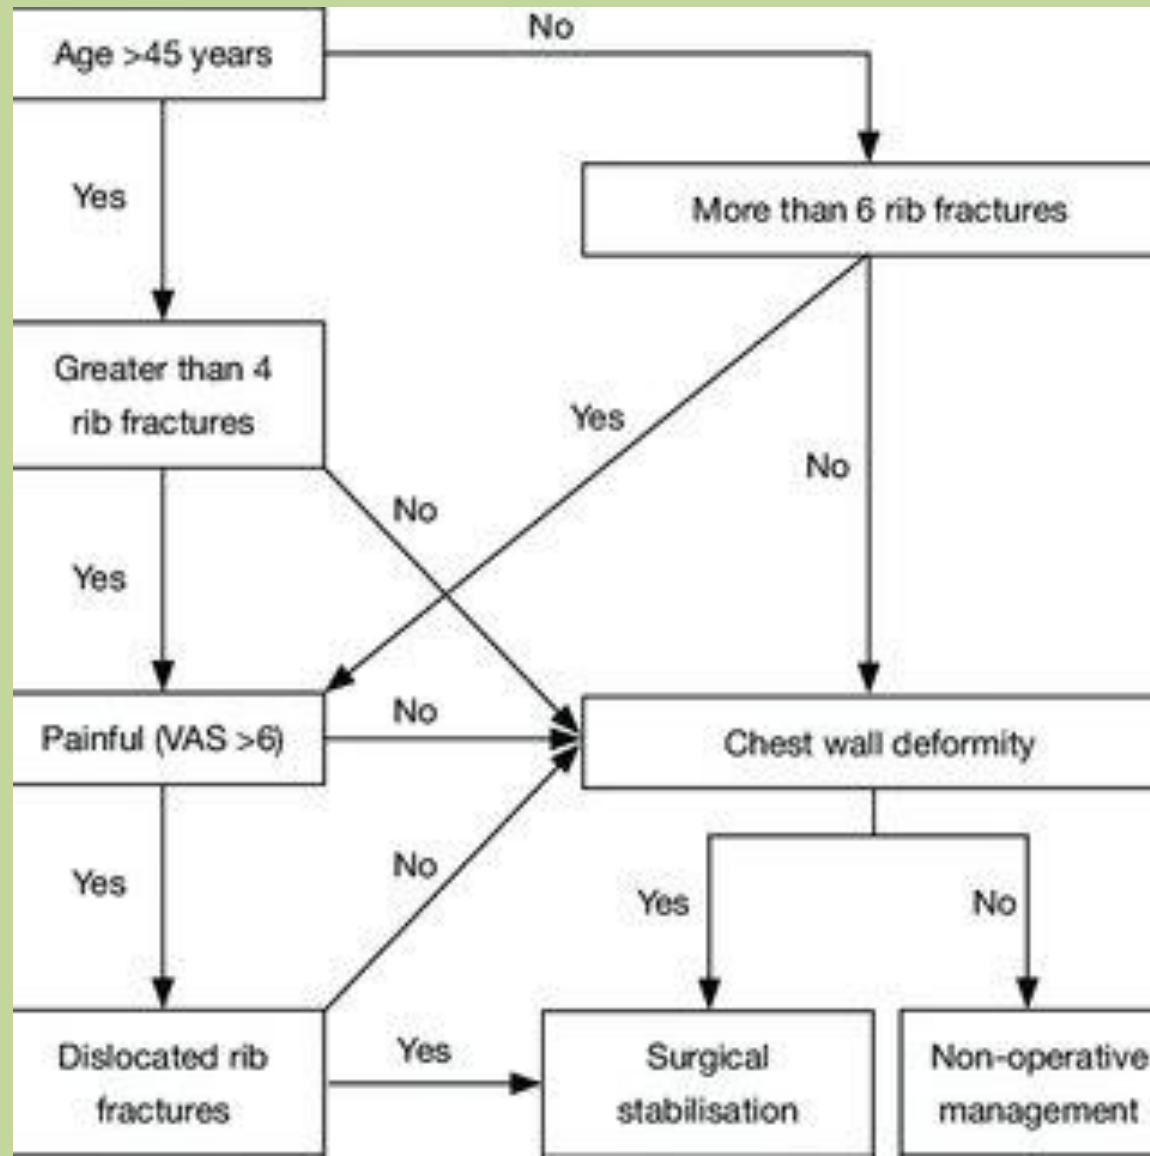 Age >45 years
No
Yes
More than 6 rib fractures
Greater than 4
rib fractures
Yes
No
No
Yes
Painful (VAS >6)
No
Chest wall deformity
Yes
No
Yes
No
Dislocated rib
fractures
Yes
Surgical
stabilisation
Non-operative
management